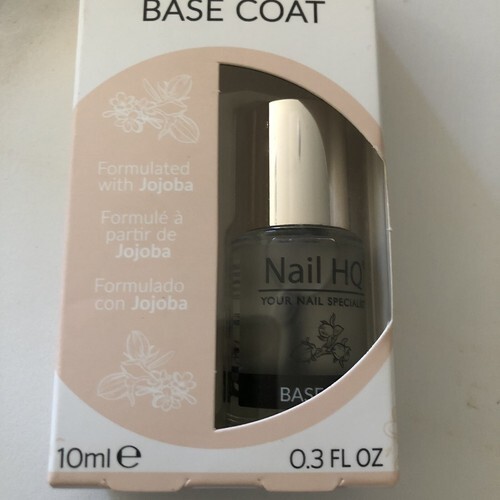 BASE COAT
Formulated
with Jojoba
Formulé à
partir de
Jojoba
Formulado
con Jojoba
Nail HQ
YOUR NAIL SPECIALIST
BASE
10ml ℮
0.3 FL OZ